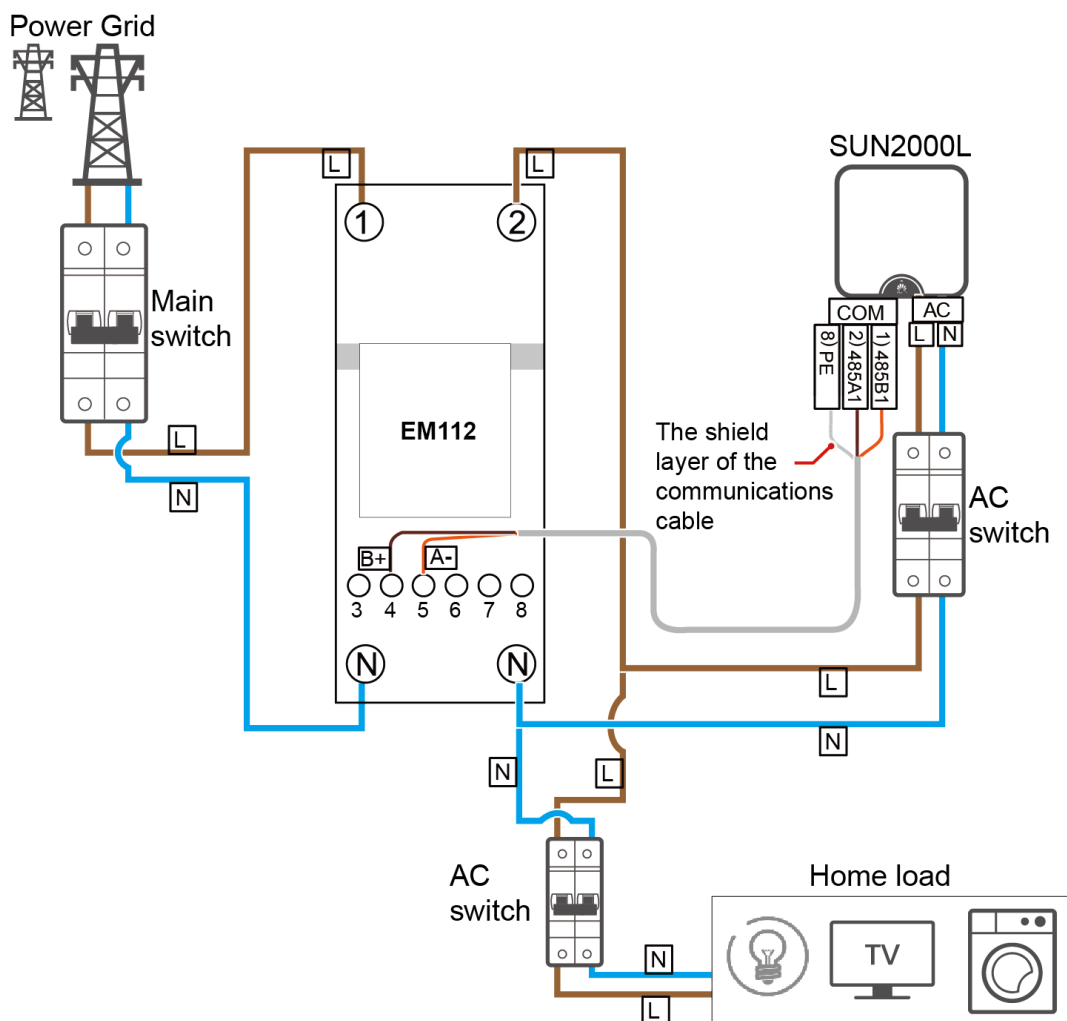 Power Grid
L
L
SUN2000L
1
2
COM
AC
L
N
8) PE
2) 485A1
1) 485B1
Main
switch
EM112
The shield
layer of the
communications
cable
AC
switch
L
N
B+
A-
3
4
5
6
7
8
N
N
L
N
N
L
AC
switch
Home load
TV
N
L